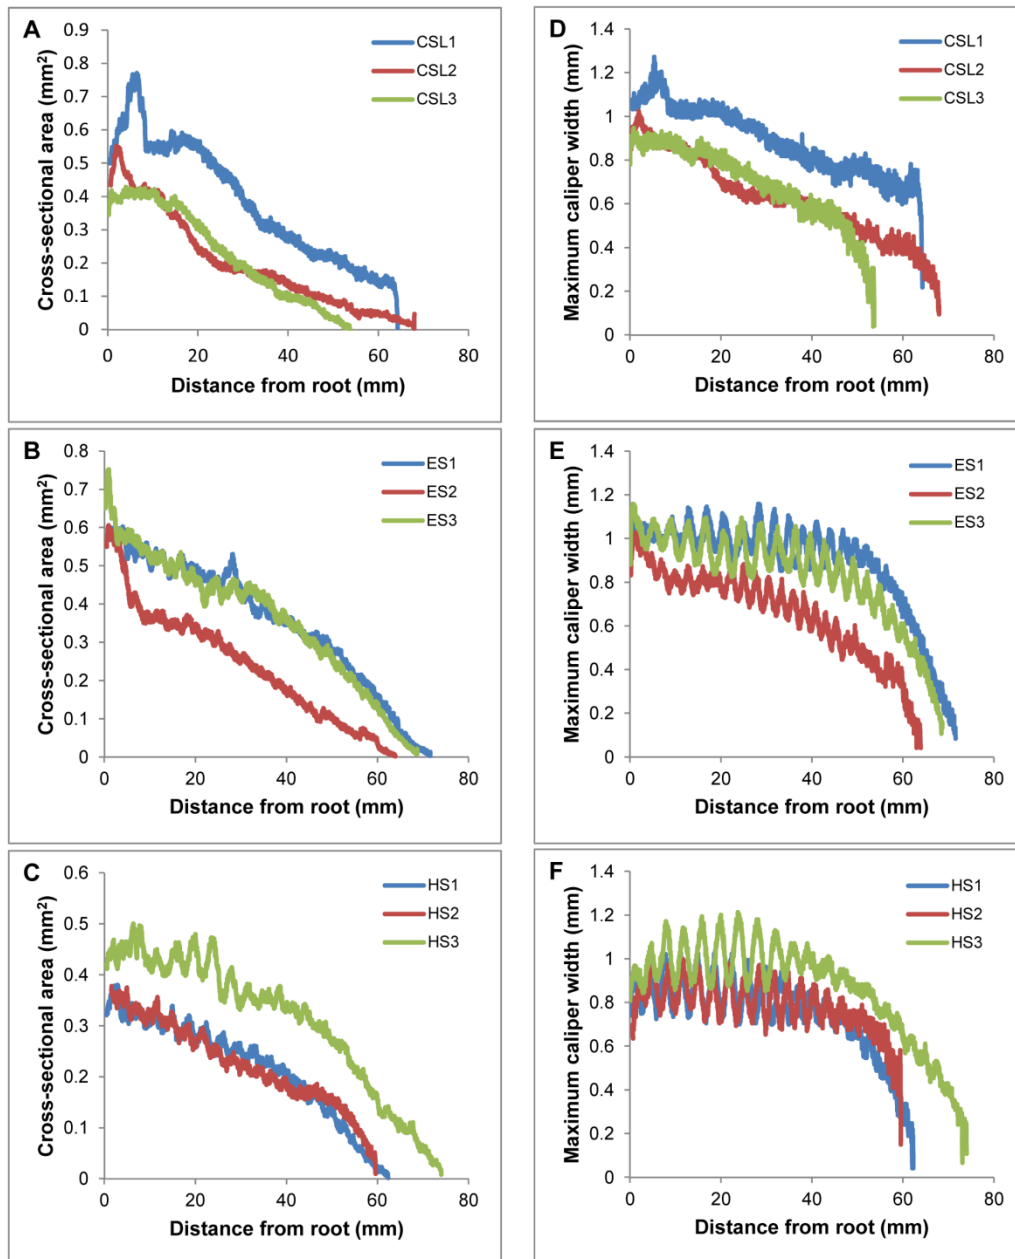 A
Cross-sectional area (mm²)
0.9
0.8
0.7
0.6
0.5
0.4
0.3
0.2
0.1
0
CSL1
CSL2
CSL3
0 20 40 60 80
Distance from root (mm)
D
Maximum caliper width (mm)
1.4
1.2
1
0.8
0.6
0.4
0.2
0
CSL1
CSL2
CSL3
0 20 40 60 80
Distance from root (mm)
B
Cross-sectional area (mm²)
0.8
0.7
0.6
0.5
0.4
0.3
0.2
0.1
0
ES1
ES2
ES3
0 20 40 60 80
Distance from root (mm)
E
Maximum caliper width (mm)
1.4
1.2
1
0.8
0.6
0.4
0.2
0
ES1
ES2
ES3
0 20 40 60 80
Distance from root (mm)
C
Cross-sectional area (mm²)
0.6
0.5
0.4
0.3
0.2
0.1
0
HS1
HS2
HS3
0 20 40 60 80
Distance from root (mm)
F
Maximum caliper width (mm)
1.4
1.2
1
0.8
0.6
0.4
0.2
0
HS1
HS2
HS3
0 20 40 60 80
Distance from root (mm)